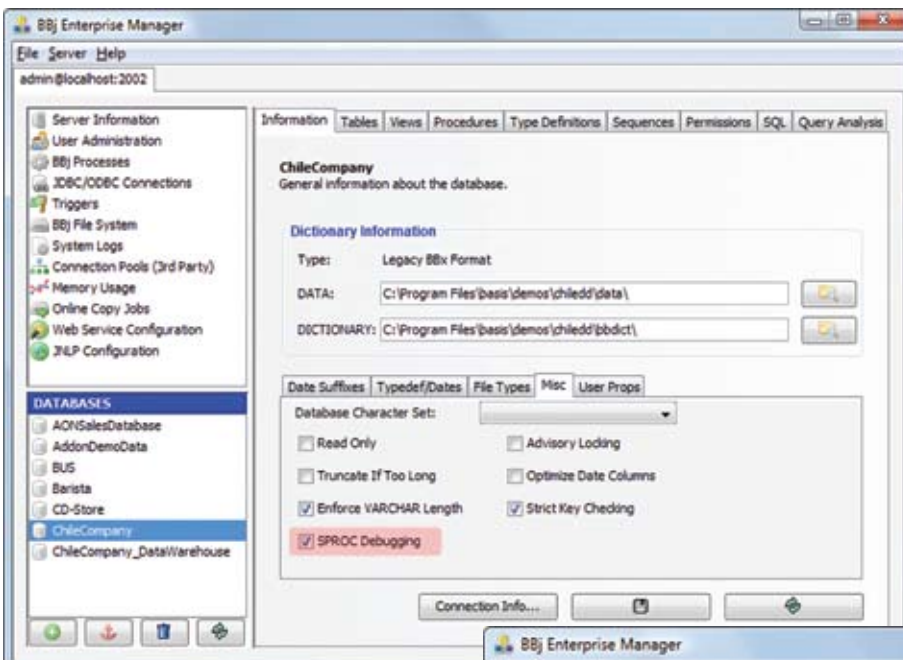 BBj Enterprise Manager
File Server Help
admin@localhost:2002
Server Information
User Administration
BBj Processes
JDBC/ODBC Connections
Triggers
BBj File System
System Logs
Connection Pools (3rd Party)
Memory Usage
Online Copy Jobs
Web Service Configuration
JNLP Configuration
DATABASES
AONSalesDatabase
AddonDemoData
BUS
Barista
CD-Store
ChileCompany
ChileCompany_DataWarehouse
Information Tables Views Procedures Type Definitions Sequences Permissions SQL Query Analysis
ChileCompany
General information about the database.
Dictionary Information
Type: Legacy BBx Format
DATA: C:\Program Files\basis\demos\chiledd\data\
DICTIONARY: C:\Program Files\basis\demos\chiledd\bbdict\
Date Suffixes Typedef/Dates File Types Misc User Props
Database Character Set:
Read Only Advisory Locking
Truncate If Too Long Optimize Date Columns
Enforce VARCHAR Length Strict Key Checking
SPROC Debugging
Connection Info...
BBj Enterprise Manager